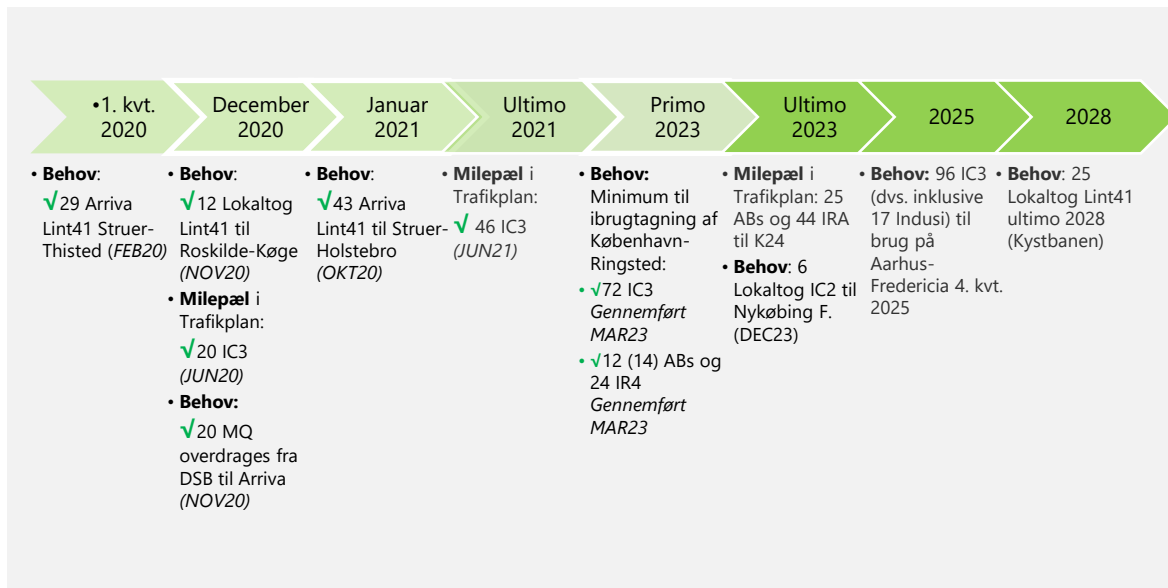 •1. kvt.
2020
December
2020
Januar
2021
Ultimo
2021
Primo
2023
Ultimo
2023
2025
2028
• Behov:
√29 Arriva
Lint41 Struer-
Thisted (FEB20)
• Behov:
√12 Lokaltog
Lint41 til
Roskilde-Køge
(NOV20)
• Milepæl i
Trafikplan:
√20 IC3
(JUN20)
• Behov:
√20 MQ
overdrages fra
DSB til Arriva
(NOV20)
• Behov:
√43 Arriva
Lint41 til Struer-
Holstebro
(OKT20)
• Milepæl i
Trafikplan:
√ 46 IC3
(JUN21)
• Behov:
Minimum til
ibrugtagning af
København-
Ringsted:
• √72 IC3
Gennemført
MAR23
• √12 (14) ABs og
24 IR4
Gennemført
MAR23
• Milepæl i
Trafikplan: 25
ABs og 44 IRA
til K24
• Behov: 6
Lokaltog IC2 til
Nykøbing F.
(DEC23)
• Behov: 96 IC3
(dvs. inklusive
17 Indusi) til
brug på
Aarhus-
Fredericia 4. kvt.
2025
• Behov: 25
Lokaltog Lint41
ultimo 2028
(Kystbanen)